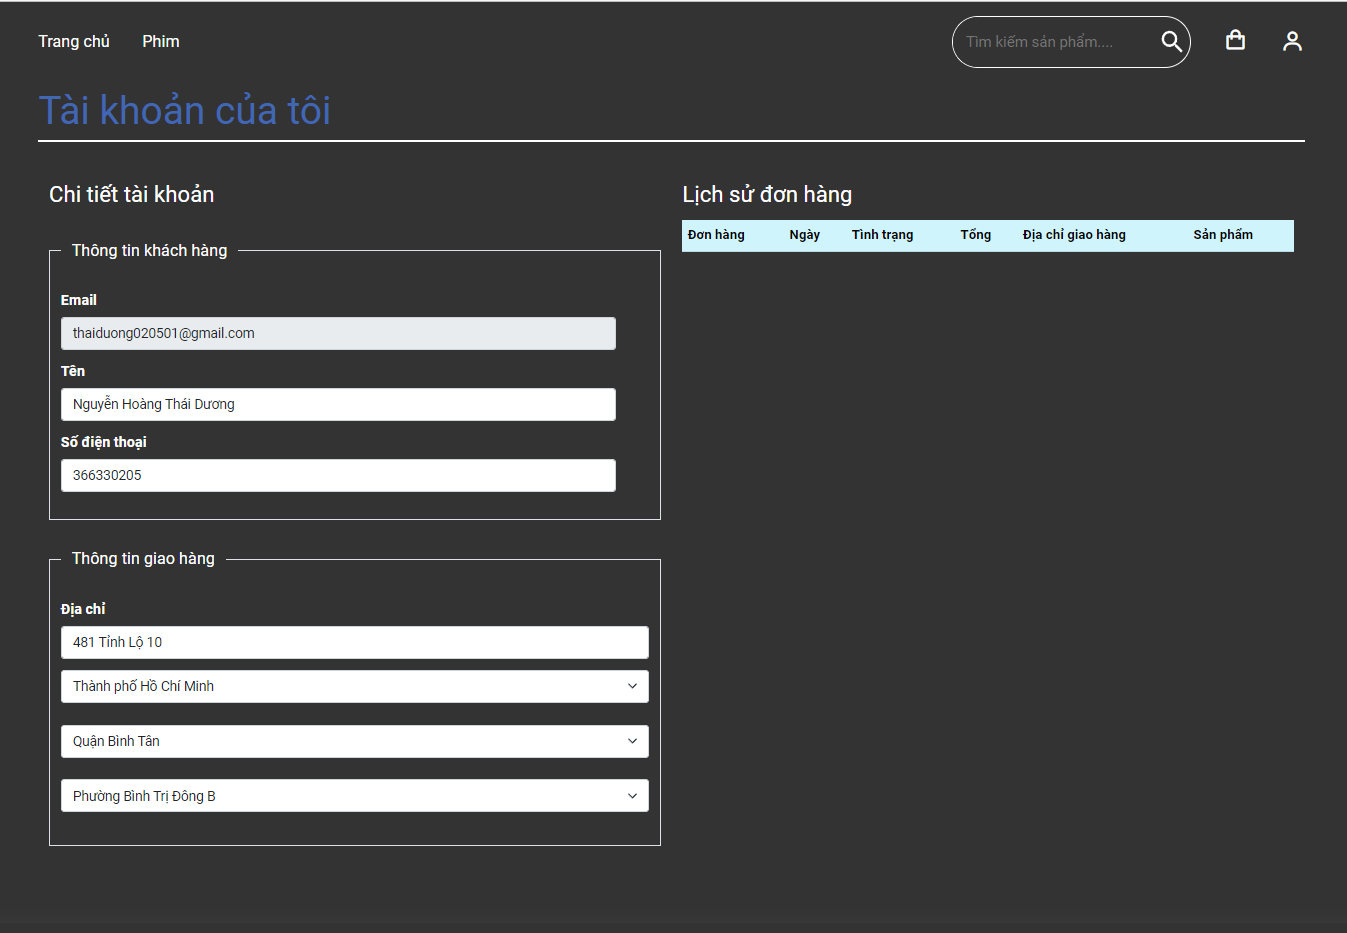 Trang chủ
Phim
Tìm kiếm sản phẩm....
Tài khoản của tôi
Chi tiết tài khoản
Thông tin khách hàng
Email
thaiduong020501@gmail.com
Tên
Nguyễn Hoàng Thái Dương
Số điện thoại
366330205
Thông tin giao hàng
Địa chỉ
481 Tỉnh Lộ 10
Thành phố Hồ Chí Minh
Quận Bình Tân
Phường Bình Trị Đông B
Lịch sử đơn hàng
Đơn hàng Ngày Tình trạng Tổng Địa chỉ giao hàng Sản phẩm